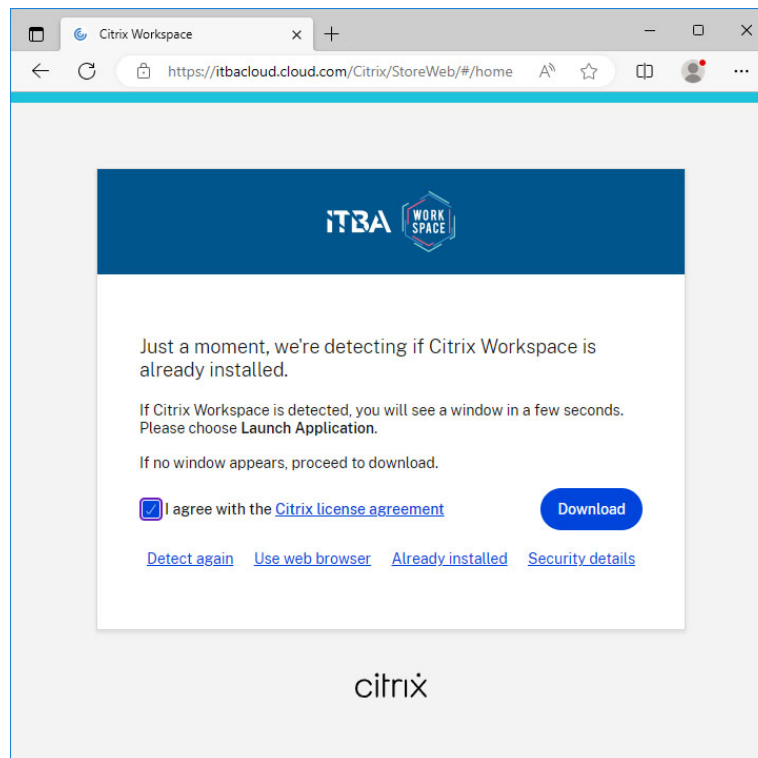 Citrix Workspace
https://itbacloud.cloud.com/Citrix/StoreWeb/#/home
iTBA WORK SPACE
Just a moment, we're detecting if Citrix Workspace is
already installed.
If Citrix Workspace is detected, you will see a window in a few seconds.
Please choose Launch Application.
If no window appears, proceed to download.
I agree with the Citrix license agreement Download
Detect again Use web browser Already installed Security details
citrix